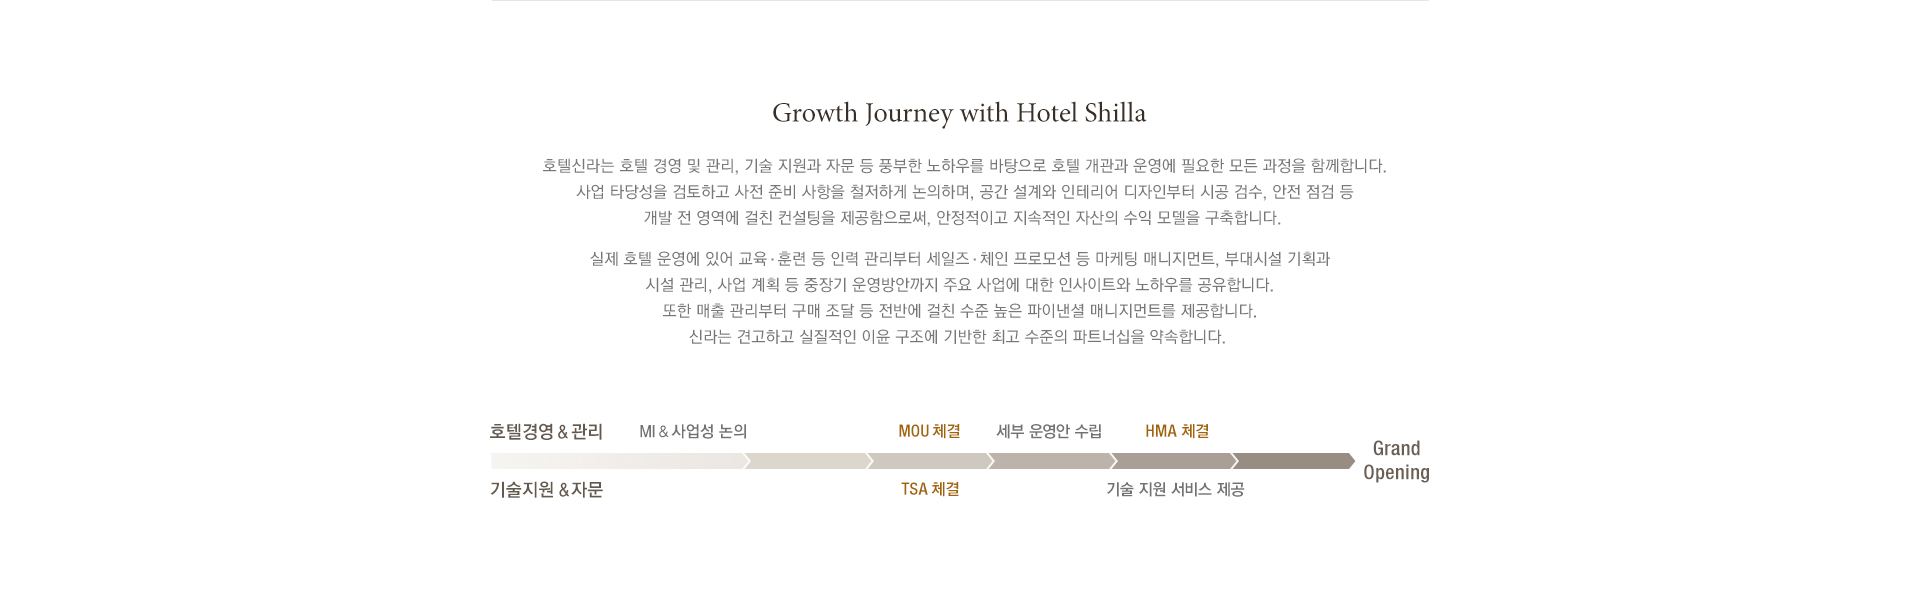 Growth Journey with Hotel Shilla
호텔신라는 호텔 경영 및 관리, 기술 지원과 자문 등 풍부한 노하우를 바탕으로 호텔 개관과 운영에 필요한 모든 과정을 함께합니다.
사업 타당성을 검토하고 사전 준비 사항을 철저하게 논의하며, 공간 설계와 인테리어 디자인부터 시공 검수, 안전 점검 등
개발 전 영역에 걸친 컨설팅을 제공함으로써, 안정적이고 지속적인 자산의 수익 모델을 구축합니다.
실제 호텔 운영에 있어 교육·훈련 등 인력 관리부터 세일즈·체인 프로모션 등 마케팅 매니지먼트, 부대시설 기획과
시설 관리, 사업 계획 등 중장기 운영방안까지 주요 사업에 대한 인사이트와 노하우를 공유합니다.
또한 매출 관리부터 구매 조달 등 전반에 걸친 수준 높은 파이낸셜 매니지먼트를 제공합니다.
신라는 견고하고 실질적인 이윤 구조에 기반한 최고 수준의 파트너십을 약속합니다.
호텔경영 & 관리 MI & 사업성 논의 MOU 체결 세부 운영안 수립 HMA 체결
Grand
Opening
기술지원 & 자문 TSA 체결 기술 지원 서비스 제공